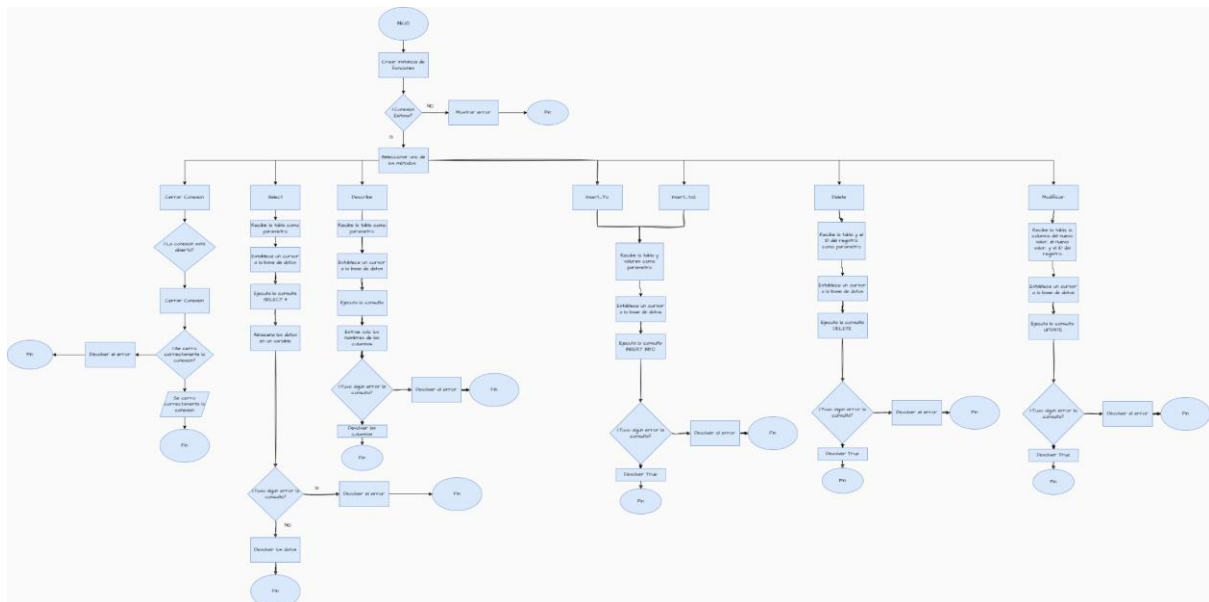 Inicio
Crear instancia de
funciones
¿Conexion
Exitosa?
No
Mostrar error
Fin
Si
Seleccionar uno de
los métodos
Cerrar Conexion
¿La conexion esta
abierta?
Cerrar Conexion
¿Se cerro
correctamente la
conexion?
Devolver el error
Fin
Se cerro
correctamente la
conexion
Fin
Select
Recibe la tabla como
parametro
Establece un cursor
a la base de datos
Ejecuta la consulta
SELECT *
Almacena los datos
en una variable
¿Tuvo algun error la
consulta?
Si
Devolver el error
Fin
No
Devolver los datos
Fin
Describe
Recibe la tabla como
parametro
Establece un cursor
a la base de datos
Ejecuta la consulta
Extrae solo los
nombres de las
columnas
¿Tuvo algun error la
consulta?
Devolver el error
Fin
Devolver las
columnas
Fin
Recibe la tabla y
valores como
parametro
Establece un cursor
a la base de datos
Ejecuta la consulta
INSERT INTO
¿Tuvo algun error la
consulta?
Devolver el error
Fin
Devolver True
Fin
Delete
Recibe la tabla y el
ID del registro
como parametro
Establece un cursor
a la base de datos
Ejecuta la consulta
DELETE
¿Tuvo algun error la
consulta?
Devolver el error
Fin
Devolver True
Fin
Modificar
Recibe la tabla, la
columna del nuevo
valor, el nuevo
valor, y el ID del
registro
Establece un cursor
a la base de datos
Ejecuta la consulta
UPDATE
¿Tuvo algun error la
consulta?
Devolver el error
Fin
Devolver True
Fin